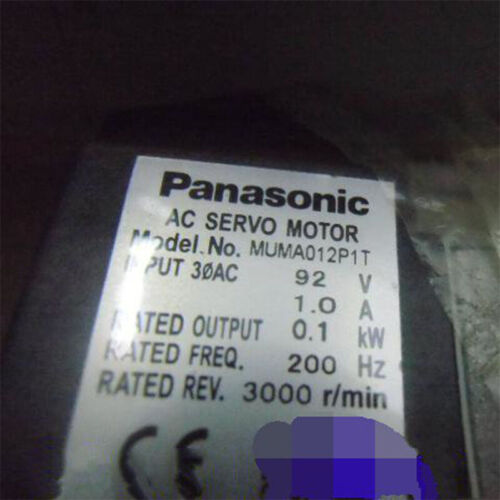 Panasonic
AC SERVO MOTOR
Model.No. MUMA012P1T
INPUT 3ØAC 92 V
1.0 A
RATED OUTPUT 0.1 kW
RATED FREQ. 200 Hz
RATED REV. 3000 r/min
CE